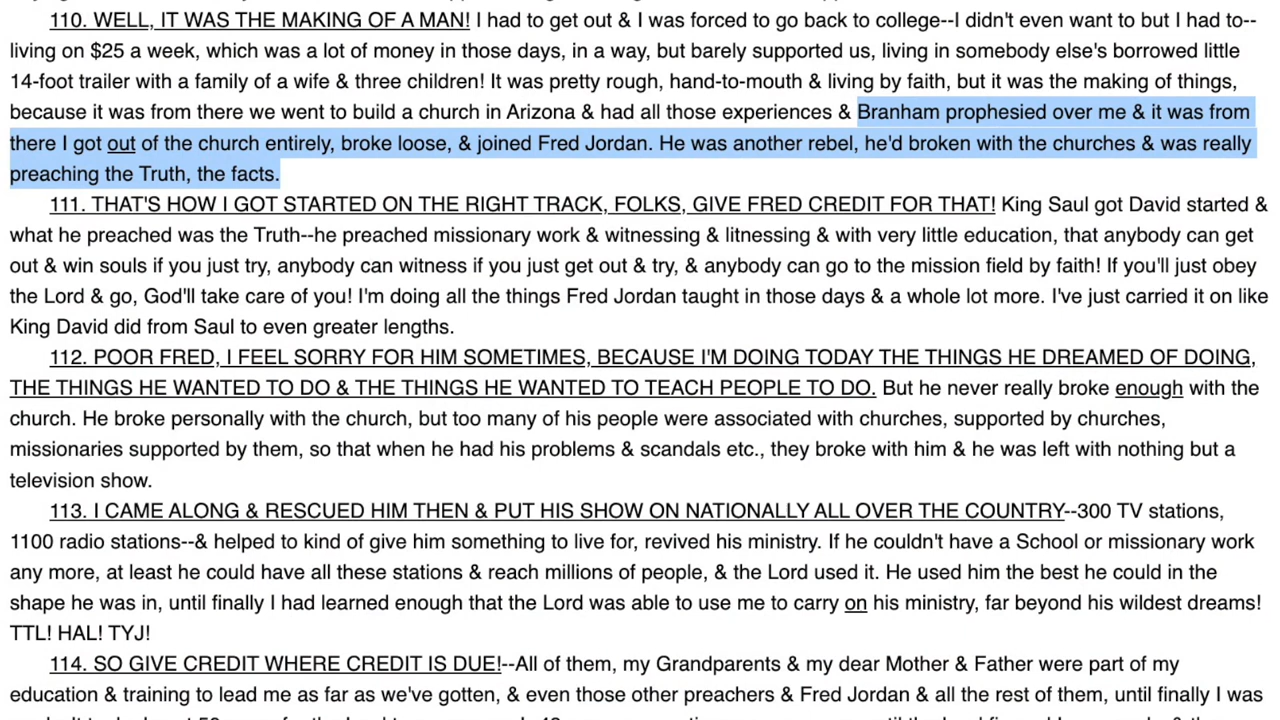 110. WELL, IT WAS THE MAKING OF A MAN! I had to get out & I was forced to go back to college--I didn't even want to but I had to--
living on $25 a week, which was a lot of money in those days, in a way, but barely supported us, living in somebody else's borrowed little
14-foot trailer with a family of a wife & three children! It was pretty rough, hand-to-mouth & living by faith, but it was the making of things,
because it was from there we went to build a church in Arizona & had all those experiences & Branham prophesied over me & it was from
there I got out of the church entirely, broke loose, & joined Fred Jordan. He was another rebel, he'd broken with the churches & was really
preaching the Truth, the facts.
111. THAT'S HOW I GOT STARTED ON THE RIGHT TRACK, FOLKS, GIVE FRED CREDIT FOR THAT! King Saul got David started &
what he preached was the Truth--he preached missionary work & witnessing & litnessing & with very little education, that anybody can get
out & win souls if you just try, anybody can witness if you just get out & try, & anybody can go to the mission field by faith! If you'll just obey
the Lord & go, God'll take care of you! I'm doing all the things Fred Jordan taught in those days & a whole lot more. I've just carried it on like
King David did from Saul to even greater lengths.
112. POOR FRED, I FEEL SORRY FOR HIM SOMETIMES, BECAUSE I'M DOING TODAY THE THINGS HE DREAMED OF DOING,
THE THINGS HE WANTED TO DO & THE THINGS HE WANTED TO TEACH PEOPLE TO DO. But he never really broke enough with the
church. He broke personally with the church, but too many of his people were associated with churches, supported by churches,
missionaries supported by them, so that when he had his problems & scandals etc., they broke with him & he was left with nothing but a
television show.
113. I CAME ALONG & RESCUED HIM THEN & PUT HIS SHOW ON NATIONALLY ALL OVER THE COUNTRY--300 TV stations,
1100 radio stations--& helped to kind of give him something to live for, revived his ministry. If he couldn't have a School or missionary work
any more, at least he could have all these stations & reach millions of people, & the Lord used it. He used him the best he could in the
shape he was in, until finally I had learned enough that the Lord was able to use me to carry on his ministry, far beyond his wildest dreams!
TTL! HAL! TYJ!
114. SO GIVE CREDIT WHERE CREDIT IS DUE!--All of them, my Grandparents & my dear Mother & Father were part of my
education & training to lead me as far as we've gotten, & even those other preachers & Fred Jordan & all the rest of them, until finally I was